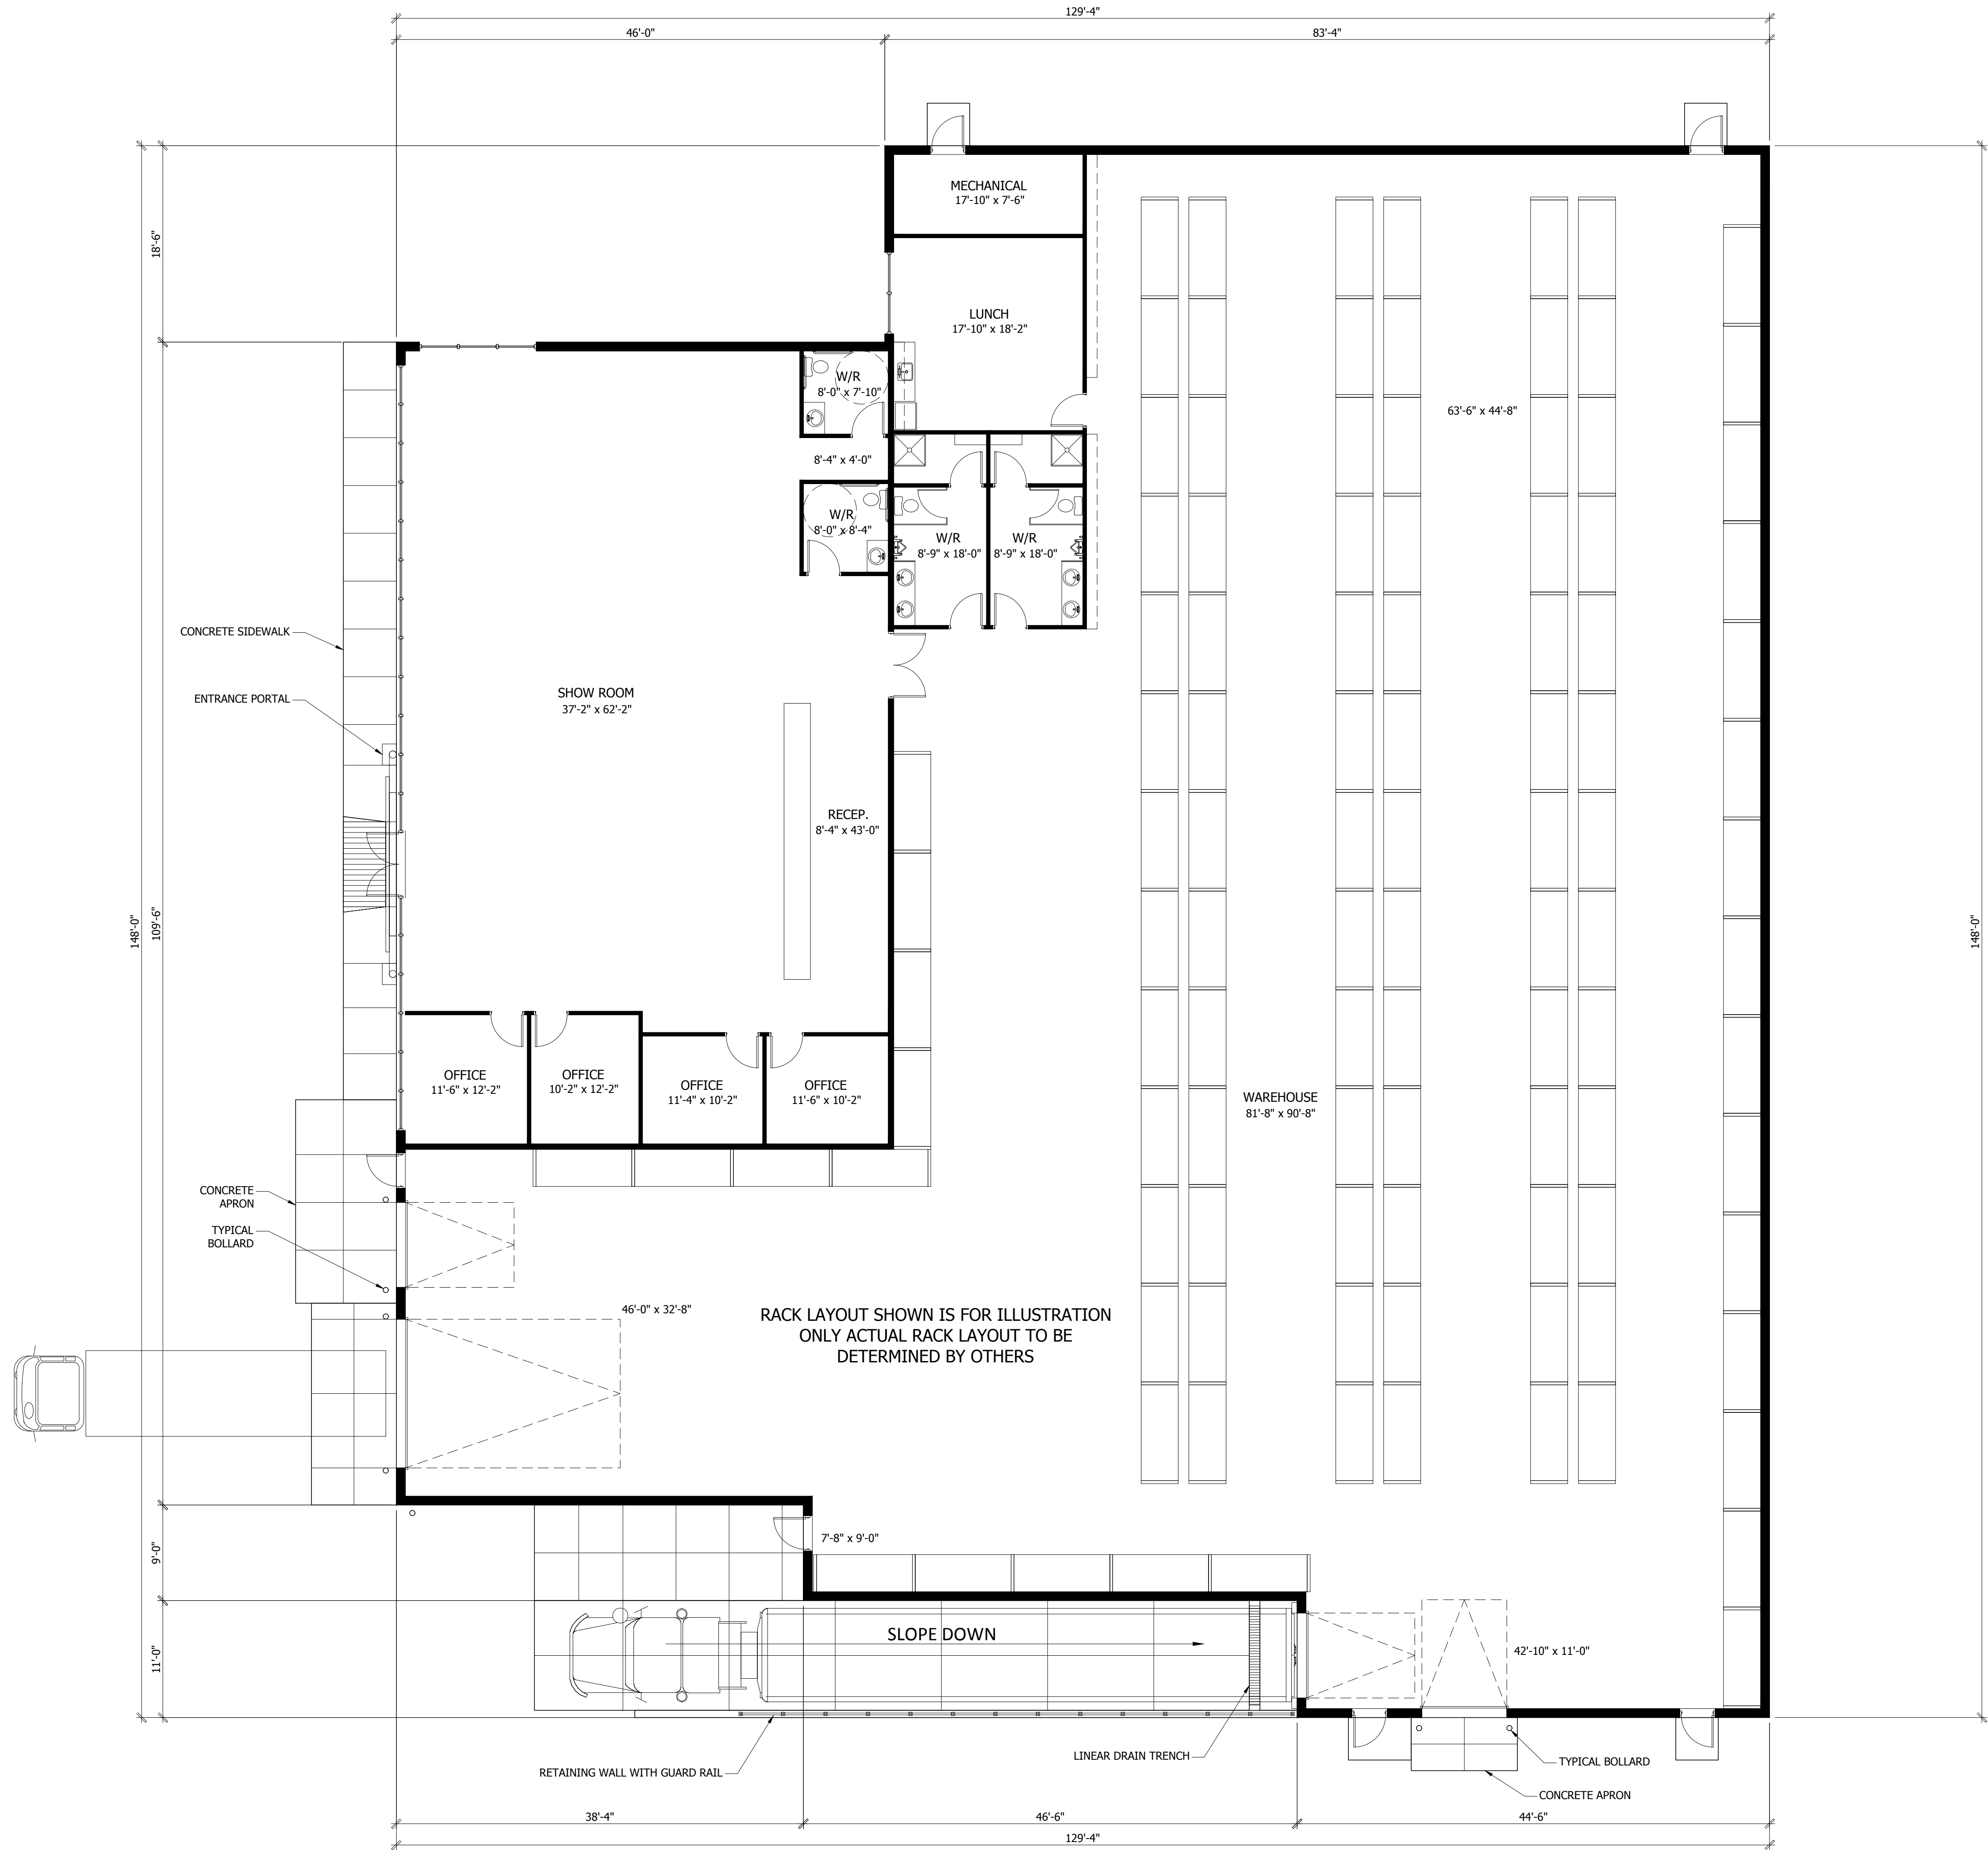 129'-4"
46'-0"
83'-4"
MECHANICAL
17'-10" x 7'-6"
18'-6"
LUNCH
17'-10" x 18'-2"
W/R
8'-0" x 7'-10"
63'-6" x 44'-8"
8'-4" x 4'-0"
W/R
8'-0" x 8'-4"
W/R
8'-9" x 18'-0"
W/R
8'-9" x 18'-0"
CONCRETE SIDEWALK
ENTRANCE PORTAL
SHOW ROOM
37'-2" x 62'-2"
RECEP.
8'-4" x 43'-0"
148'-0"
109'-6"
148'-0"
OFFICE
11'-6" x 12'-2"
OFFICE
10'-2" x 12'-2"
OFFICE
11'-4" x 10'-2"
OFFICE
11'-6" x 10'-2"
WAREHOUSE
81'-8" x 90'-8"
CONCRETE
APRON
TYPICAL
BOLLARD
46'-0" x 32'-8"
RACK LAYOUT SHOWN IS FOR ILLUSTRATION
ONLY ACTUAL RACK LAYOUT TO BE
DETERMINED BY OTHERS
7'-8" x 9'-0"
9'-0"
SLOPE DOWN
11'-0"
42'-10" x 11'-0"
LINEAR DRAIN TRENCH
TYPICAL BOLLARD
RETAINING WALL WITH GUARD RAIL
CONCRETE APRON
38'-4"
46'-6"
44'-6"
129'-4"